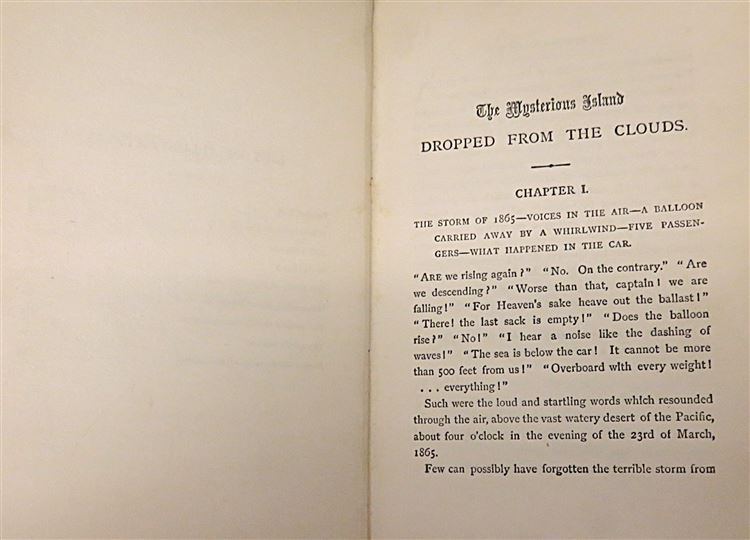 The Mysterious Island
DROPPED FROM THE CLOUDS.
CHAPTER I.
THE STORM OF 1865—VOICES IN THE AIR—A BALLOON
CARRIED AWAY BY A WHIRLWIND—FIVE PASSEN-
GERS—WHAT HAPPENED IN THE CAR.
"ARE we rising again?" "No. On the contrary." "Are
we descending?" "Worse than that, captain! we are
falling!" "For Heaven's sake heave out the ballast!"
"There! the last sack is empty!" "Does the balloon
rise?" "No!" "I hear a noise like the dashing of
waves!" "The sea is below the car! It cannot be more
than 500 feet from us!" "Overboard with every weight!
. . . everything!"
Such were the loud and startling words which resounded
through the air, above the vast watery desert of the Pacific,
about four o'clock in the evening of the 23rd of March,
1865.
Few can possibly have forgotten the terrible storm from